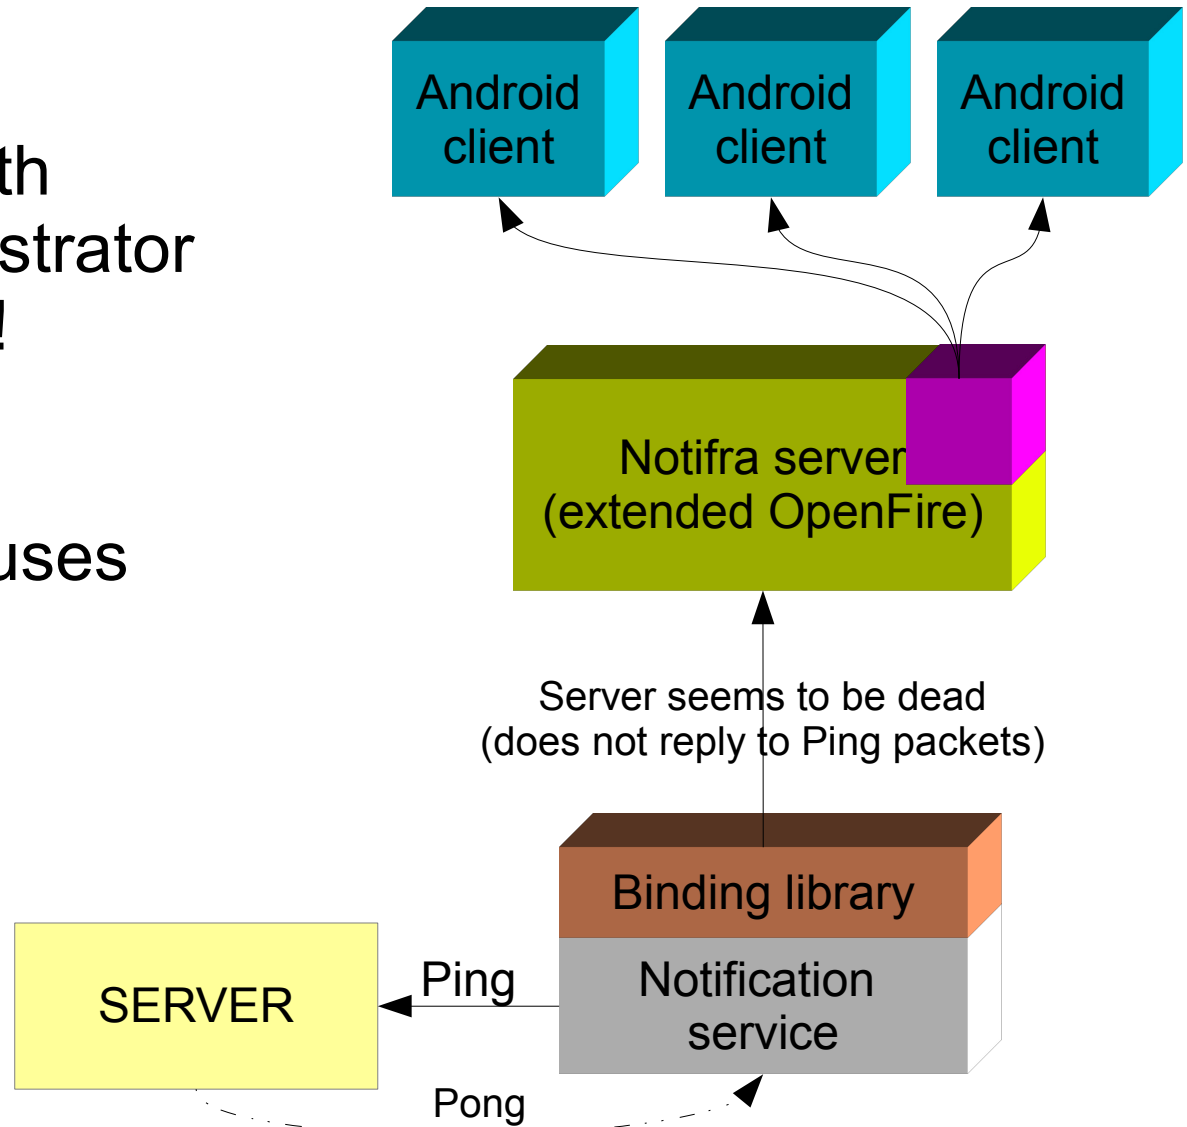 Android
client
Android
client
Android
client
th
strator
!
uses
Notifra server
(extended OpenFire)
Server seems to be dead
(does not reply to Ping packets)
Binding library
Notification
service
SERVER
Ping
Pong